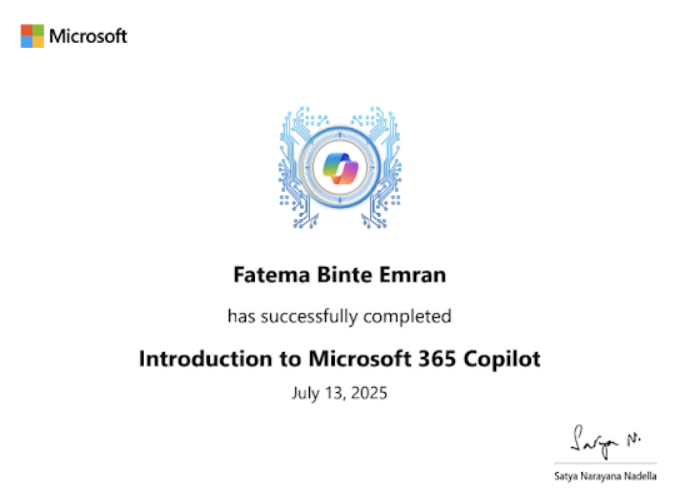 Microsoft
Fatema Binte Emran
has successfully completed
Introduction to Microsoft 365 Copilot
July 13, 2025
Satya N.
Satya Narayana Nadella